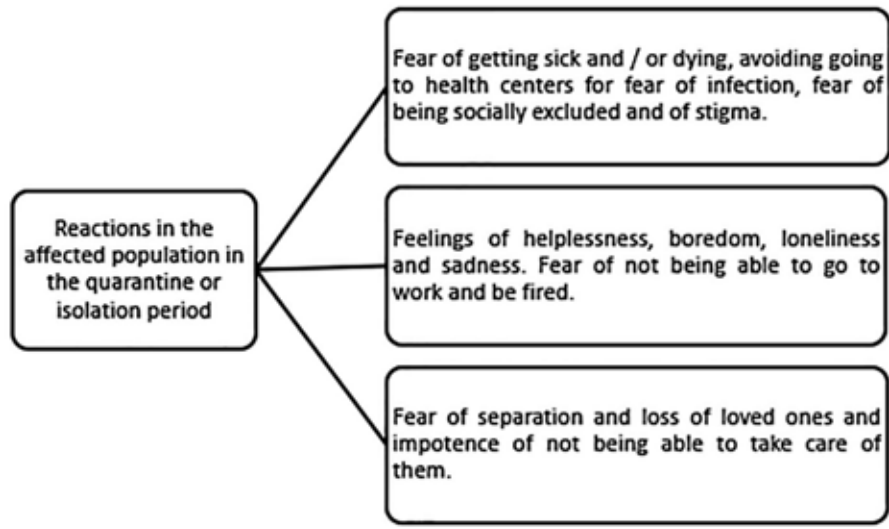 Fear of getting sick and / or dying, avoiding going
to health centers for fear of infection, fear of
being socially excluded and of stigma.
Reactions in the
affected population in
the quarantine or
isolation period
Feelings of helplessness, boredom, loneliness
and sadness. Fear of not being able to go to
work and be fired.
Fear of separation and loss of loved ones and
impotence of not being able to take care of
them.